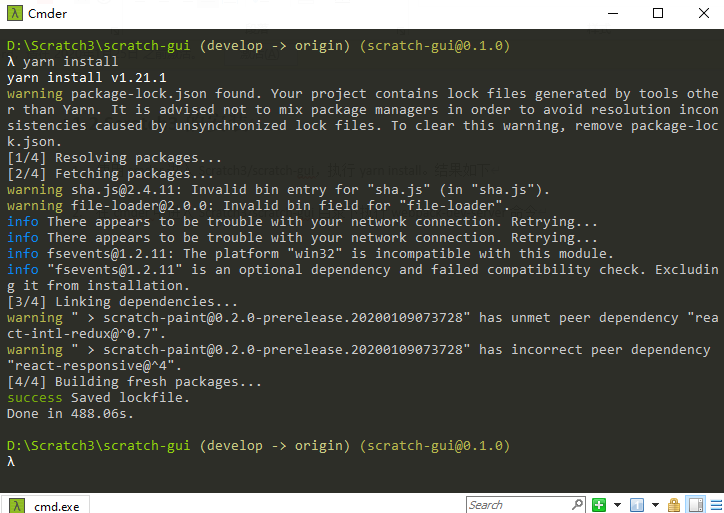 Cmder
D:\Scratch3\scratch-gui (develop -> origin) (scratch-gui@0.1.0)
λ yarn install
yarn install v1.21.1
warning package-lock.json found. Your project contains lock files generated by tools othe
r than Yarn. It is advised not to mix package managers in order to avoid resolution incon
sistencies caused by unsynchronized lock files. To clear this warning, remove package-loc
k.json.
[1/4] Resolving packages...
[2/4] Fetching packages...
warning sha.js@2.4.11: Invalid bin entry for "sha.js" (in "sha.js").
warning file-loader@2.0.0: Invalid bin field for "file-loader".
info There appears to be trouble with your network connection. Retrying...
info There appears to be trouble with your network connection. Retrying...
info fsevents@1.2.11: The platform "win32" is incompatible with this module.
info "fsevents@1.2.11" is an optional dependency and failed compatibility check. Excludin
g it from installation.
[3/4] Linking dependencies...
warning " > scratch-paint@0.2.0-prerelease.20200109073728" has unmet peer dependency "rea
ct-intl-redux@^0.7".
warning " > scratch-paint@0.2.0-prerelease.20200109073728" has incorrect peer dependency
"react-responsive@^4".
[4/4] Building fresh packages...
success Saved lockfile.
Done in 488.06s.
D:\Scratch3\scratch-gui (develop -> origin) (scratch-gui@0.1.0)
λ
λ cmd.exe
Search